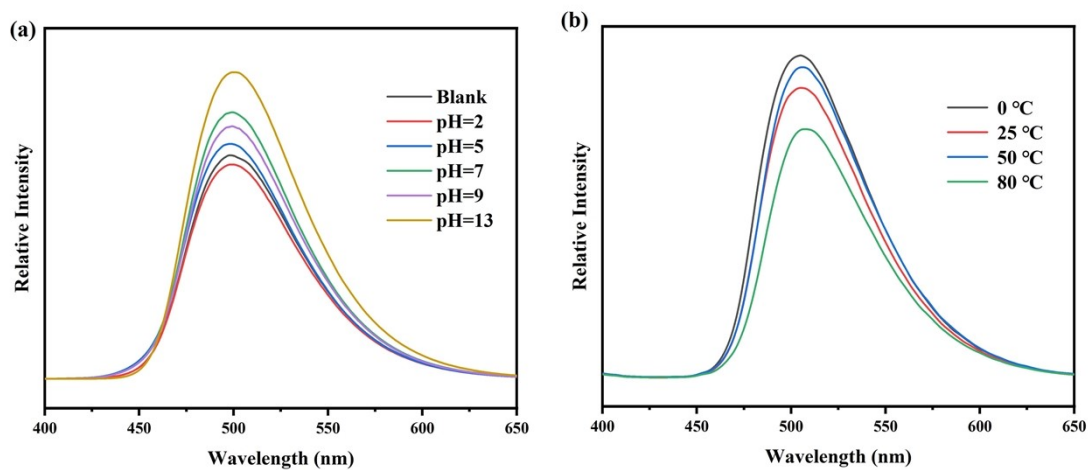 (a)
Relative Intensity
Blank
pH=2
pH=5
pH=7
pH=9
pH=13
400 450 500 550 600 650
Wavelength (nm)
(b)
Relative Intensity
0 ℃
25 ℃
50 ℃
80 ℃
400 450 500 550 600 650
Wavelength (nm)